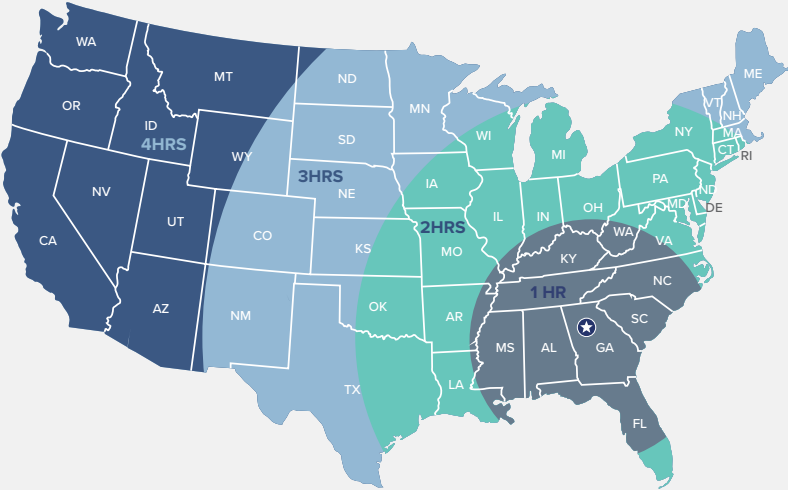 WA
MT
ND
MN
ME
OR
ID
4HRS
SD
WI
MI
NY
VT
NH
MA
CT
RI
WY
3HRS
NE
IA
PA
NV
UT
CO
KS
2HRS
MO
IL
IN
OH
ND
MD
DE
CA
WA
VA
KY
AZ
NM
OK
AR
1 HR
NC
SC
TX
LA
MS
AL
GA
FL